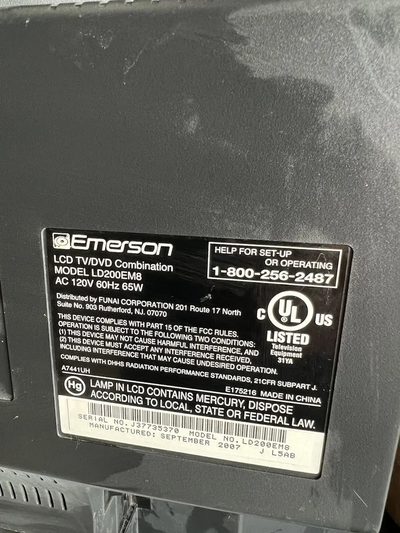 Emerson
LCD TV/DVD Combination
MODEL LD200EM8
AC 120V 60Hz 65W
HELP FOR SET-UP
OR OPERATING
1-800-256-2487
Distributed by FUNAI CORPORATION 201 Route 17 North
Suite No. 903 Rutherford, NJ. 07070
THIS DEVICE COMPLIES WITH PART 15 OF THE FCC RULES.
OPERATION IS SUBJECT TO THE FOLLOWING TWO CONDITIONS:
(1) THIS DEVICE MAY NOT CAUSE HARMFUL INTERFERENCE, AND
(2) THIS DEVICE MUST ACCEPT ANY INTERFERENCE RECEIVED,
INCLUDING INTERFERENCE THAT MAY CAUSE UNDESIRED OPERATION.
COMPLIES WITH DHHS RADIATION PERFORMANCE STANDARDS, 21CFR SUBPART J.
A7441UH
E175216 MADE IN CHINA
C UL US
LISTED
Television
Equipment
31YA
Hg
LAMP IN LCD CONTAINS MERCURY, DISPOSE
ACCORDING TO LOCAL, STATE OR FEDERAL LAW.
SERIAL NO. J37735370 MODEL NO. LD200EM8
MANUFACTURED: SEPTEMBER 2007 J L5AB